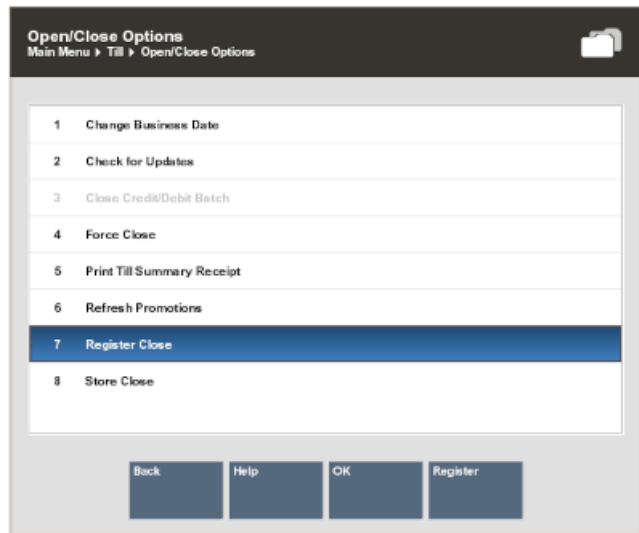 Open/Close Options
Main Menu ▸ Till ▸ Open/Close Options
1 Change Business Date
2 Check for Updates
3 Close Credit/Debit Batch
4 Force Close
5 Print Till Summary Receipt
6 Refresh Promotions
7 Register Close
8 Store Close
Back Help OK Register